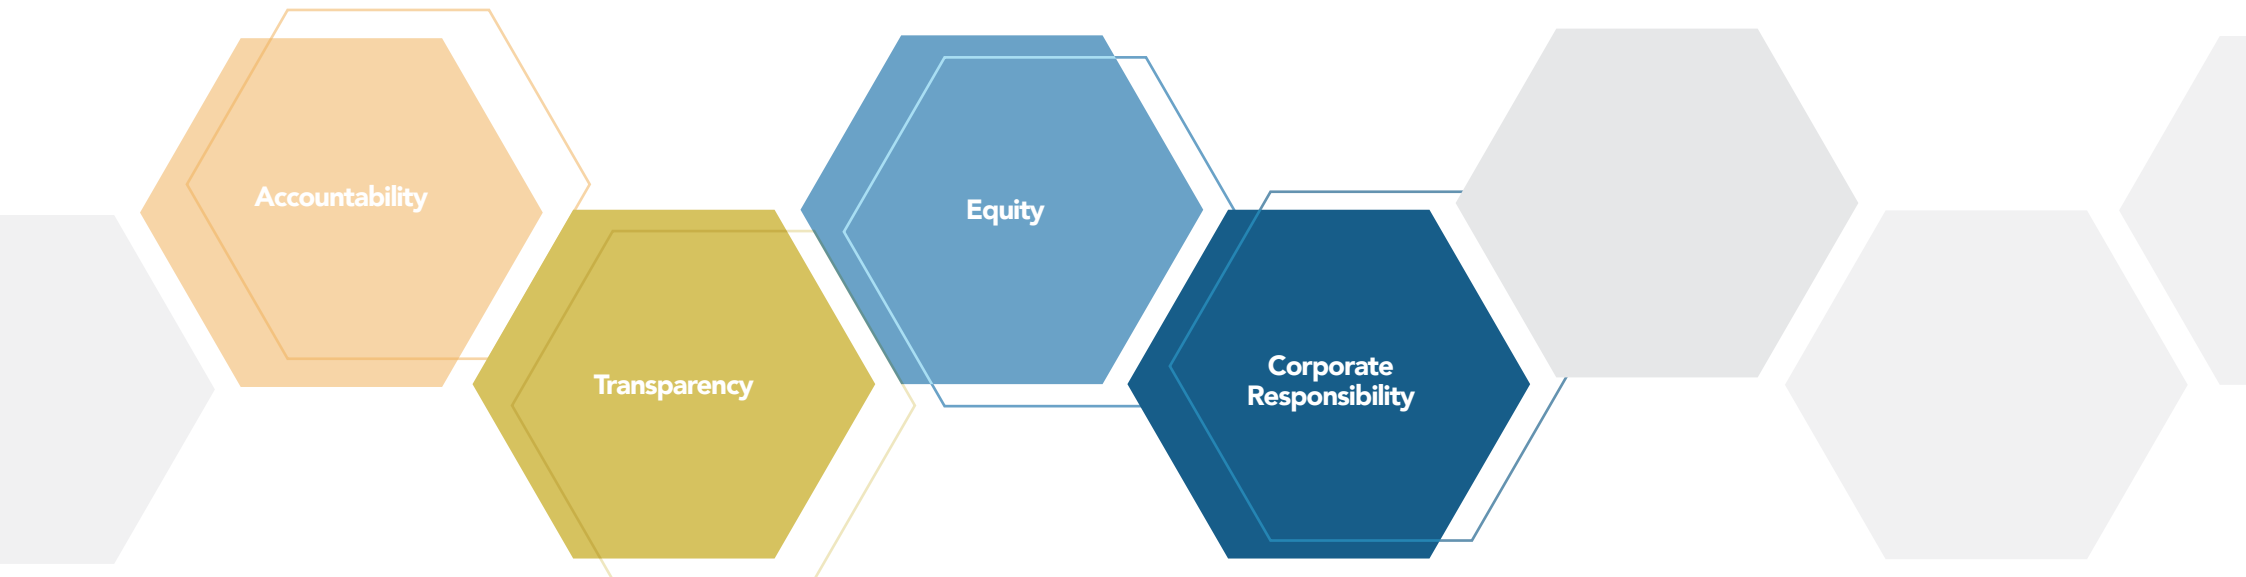 Accountability
Transparency
Equity
Corporate
Responsibility